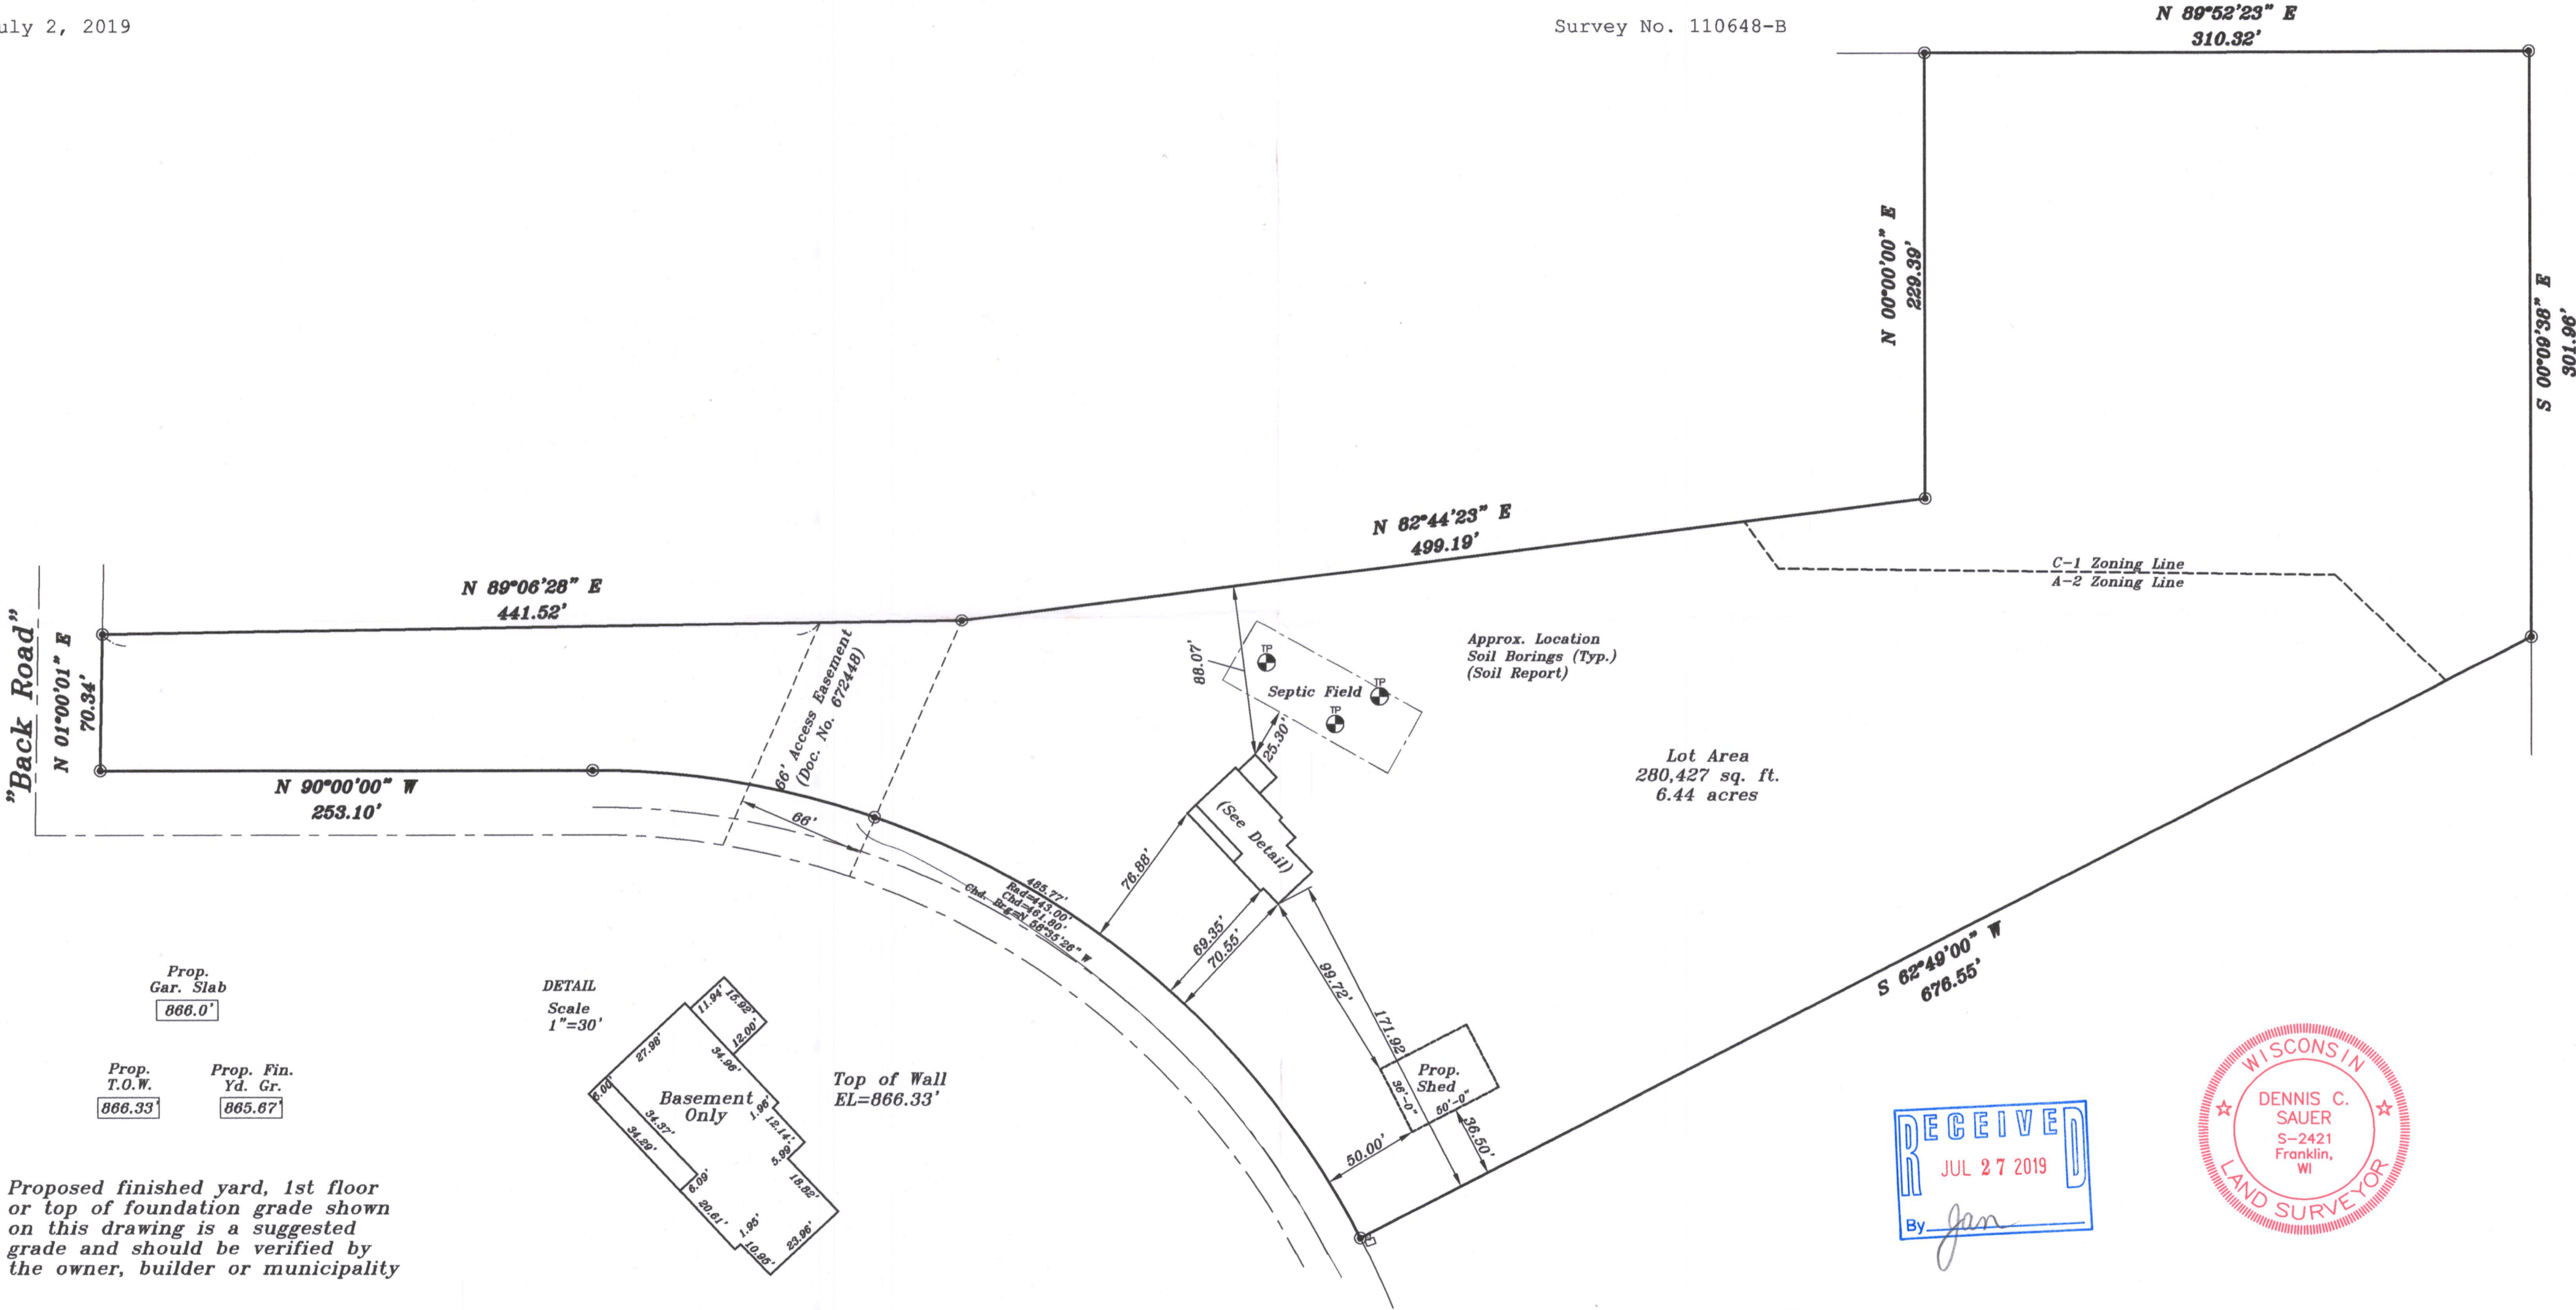 uly 2, 2019
Survey No. 110648-B
N 89°52'23" E
310.32'
N 00°00'00" E
229.39'
S 00°09'38" E
301.96'
N 82°44'23" E
499.19'
C-1 Zoning Line
A-2 Zoning Line
N 89°06'28" E
441.52'
"Back Road"
N 01°00'01" E
70.34'
66' Access Easement
(Doc. No. 672448)
N 90°00'00" W
253.10'
66'
88.07'
TP
TP
TP
Septic Field
25.30'
Approx. Location
Soil Borings (Typ.)
(Soil Report)
Lot Area
280,427 sq. ft.
6.44 acres
(See Detail)
76.88'
69.35'
70.55'
485.77'
Rad=443.00'
Chd=461.80'
Chd. Brg=N 58°35'26" W
99.72'
171.92
S 62°49'00" W
676.55'
Prop.
Shed
36'-0"
60'-0"
50.00'
36.50'
Prop.
Gar. Slab
866.0'
Prop.
T.O.W.
866.33'
Prop. Fin.
Yd. Gr.
865.67'
DETAIL
Scale
1"=30'
11.94'
15.92'
12.00'
27.98'
34.96'
6.00'
Basement
Only
1.96'
12.14'
5.99'
18.82'
34.37'
34.29'
6.09'
20.61'
1.95'
10.95'
23.96'
Top of Wall
EL=866.33'
Proposed finished yard, 1st floor
or top of foundation grade shown
on this drawing is a suggested
grade and should be verified by
the owner, builder or municipality
RECEIVED
JUL 27 2019
By Jan
WISCONSIN
DENNIS C.
SAUER
S-2421
Franklin,
WI
LAND SURVEYOR